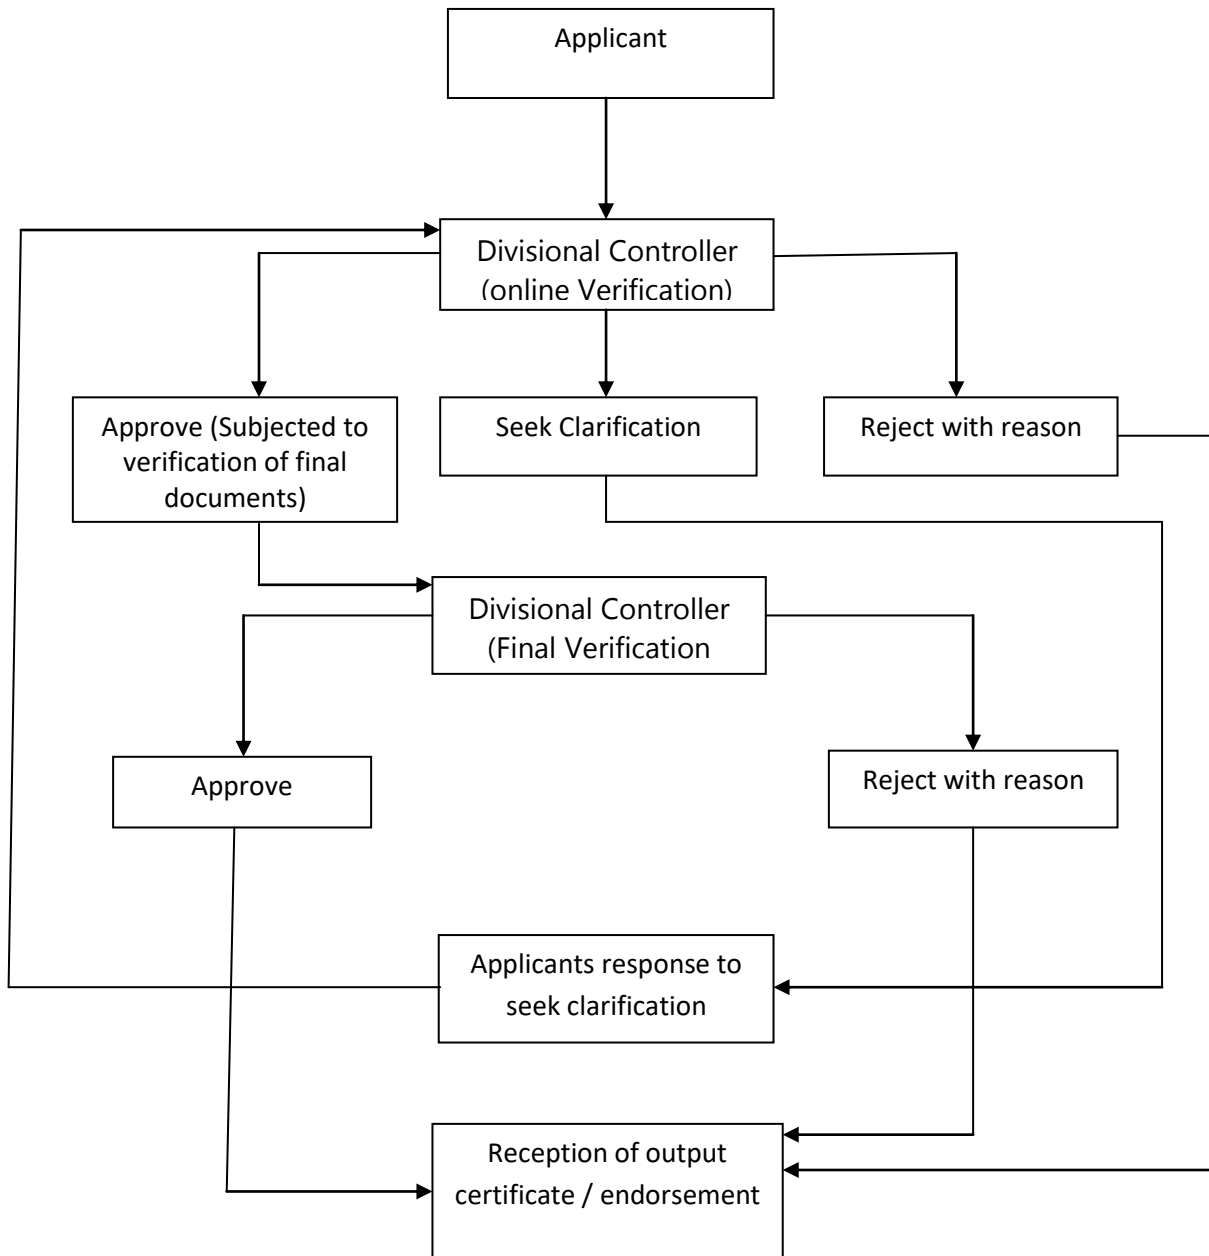 Applicant
Divisional Controller
(online Verification)
Approve (Subjected to
verification of final
documents)
Seek Clarification
Reject with reason
Divisional Controller
(Final Verification
Approve
Reject with reason
Applicants response to
seek clarification
Reception of output
certificate / endorsement